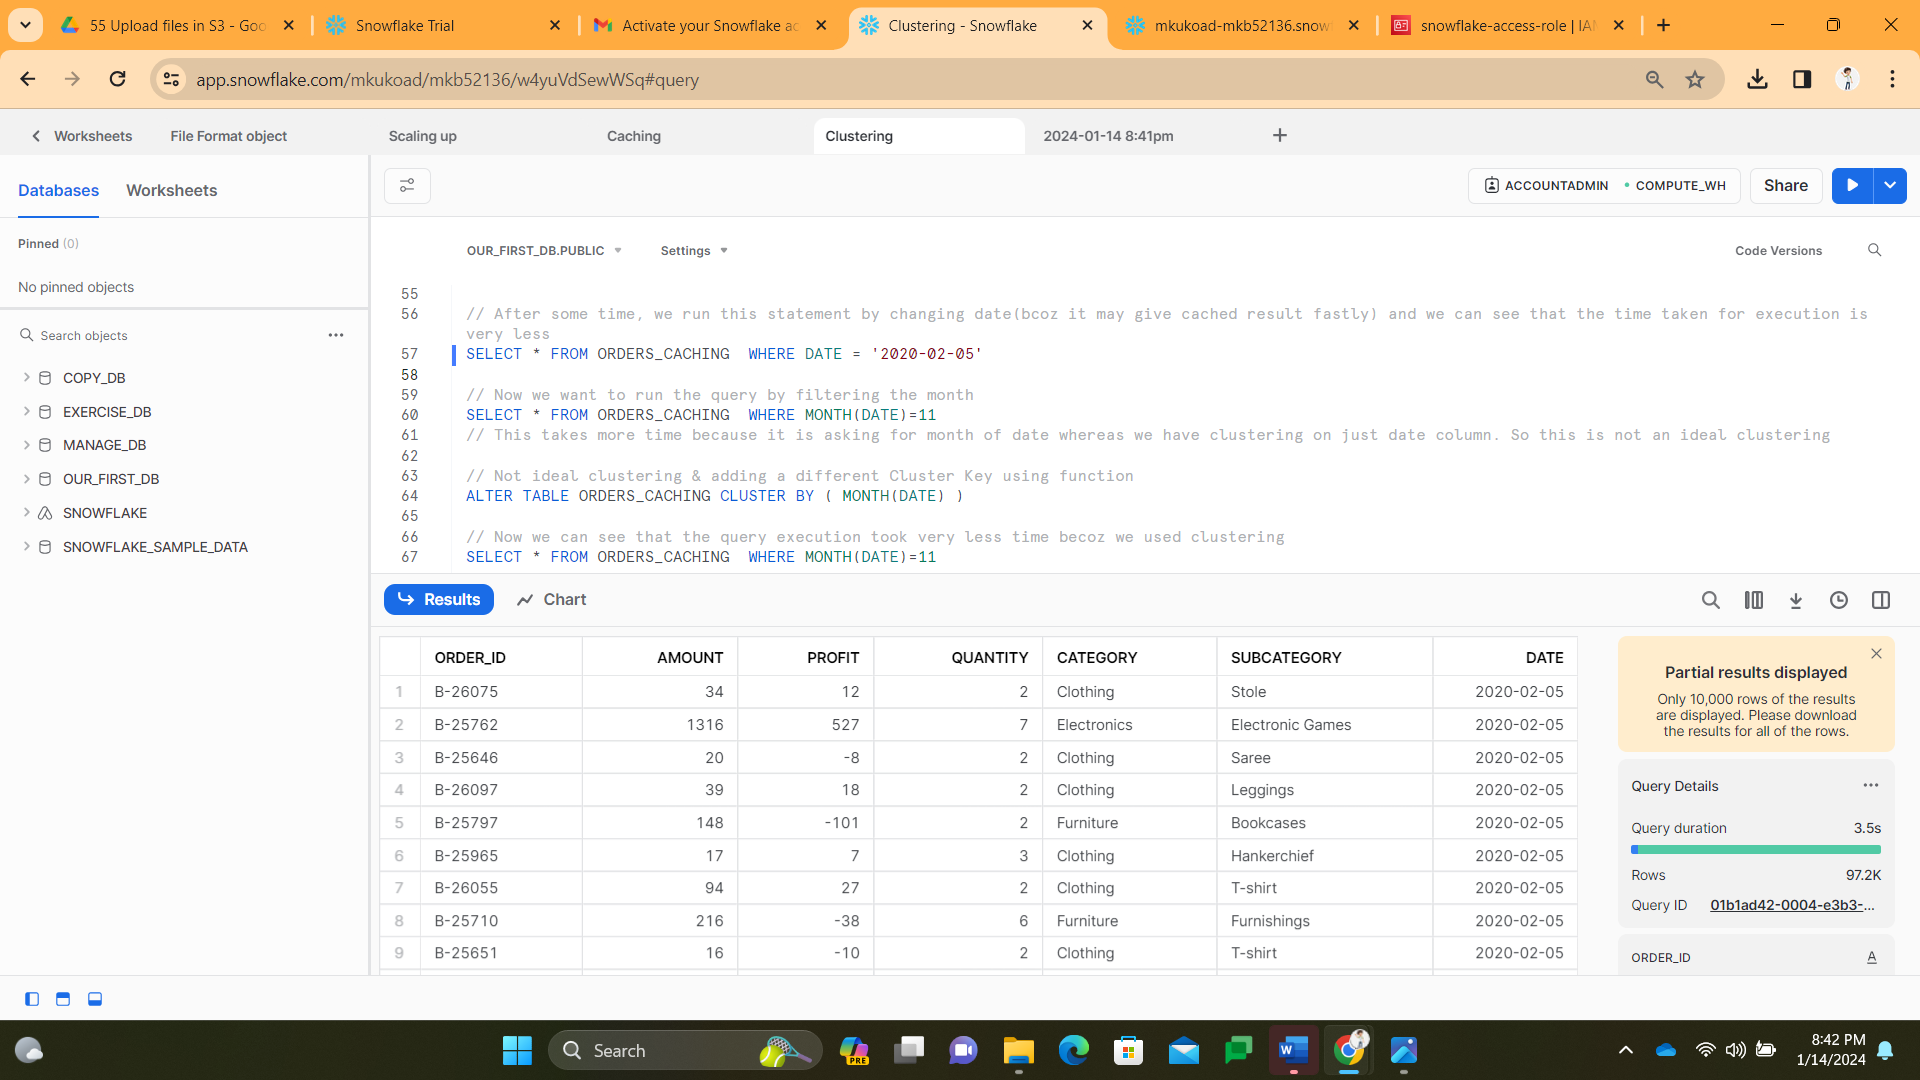 55 Upload files in S3 - Goo
Snowflake Trial
Activate your Snowflake ac
Clustering - Snowflake
mkukoad-mkb52136.snowf
snowflake-access-role | IAM
app.snowflake.com/mkukoad/mkb52136/w4yuVdSewWSq#query
Worksheets
File Format object
Scaling up
Caching
Clustering
2024-01-14 8:41pm
Databases
Worksheets
ACCOUNTADMIN
COMPUTE_WH
Share
Pinned (0)
No pinned objects
Search objects
COPY_DB
EXERCISE_DB
MANAGE_DB
OUR_FIRST_DB
SNOWFLAKE
SNOWFLAKE_SAMPLE_DATA
OUR_FIRST_DB.PUBLIC
Settings
Code Versions
55
56 // After some time, we run this statement by changing date(bcoz it may give cached result fastly) and we can see that the time taken for execution is
very less
57 SELECT * FROM ORDERS_CACHING  WHERE DATE = '2020-02-05'
58
59 // Now we want to run the query by filtering the month
60 SELECT * FROM ORDERS_CACHING  WHERE MONTH(DATE)=11
61 // This takes more time because it is asking for month of date whereas we have clustering on just date column. So this is not an ideal clustering
62
63 // Not ideal clustering & adding a different Cluster Key using function
64 ALTER TABLE ORDERS_CACHING CLUSTER BY ( MONTH(DATE) )
65
66 // Now we can see that the query execution took very less time becoz we used clustering
67 SELECT * FROM ORDERS_CACHING  WHERE MONTH(DATE)=11
Results
Chart
ORDER_ID AMOUNT PROFIT QUANTITY CATEGORY SUBCATEGORY DATE
1 B-26075 34 12 2 Clothing Stole 2020-02-05
2 B-25762 1316 527 7 Electronics Electronic Games 2020-02-05
3 B-25646 20 -8 2 Clothing Saree 2020-02-05
4 B-26097 39 18 2 Clothing Leggings 2020-02-05
5 B-25797 148 -101 2 Furniture Bookcases 2020-02-05
6 B-25965 17 7 3 Clothing Hankerchief 2020-02-05
7 B-26055 94 27 2 Clothing T-shirt 2020-02-05
8 B-25710 216 -38 6 Furniture Furnishings 2020-02-05
9 B-25651 16 -10 2 Clothing T-shirt 2020-02-05
Partial results displayed
Only 10,000 rows of the results
are displayed. Please download
the results for all of the rows.
Query Details
Query duration 3.5s
Rows 97.2K
Query ID 01b1ad42-0004-e3b3-...
ORDER_ID A
Search
PRE
W
8:42 PM
1/14/2024